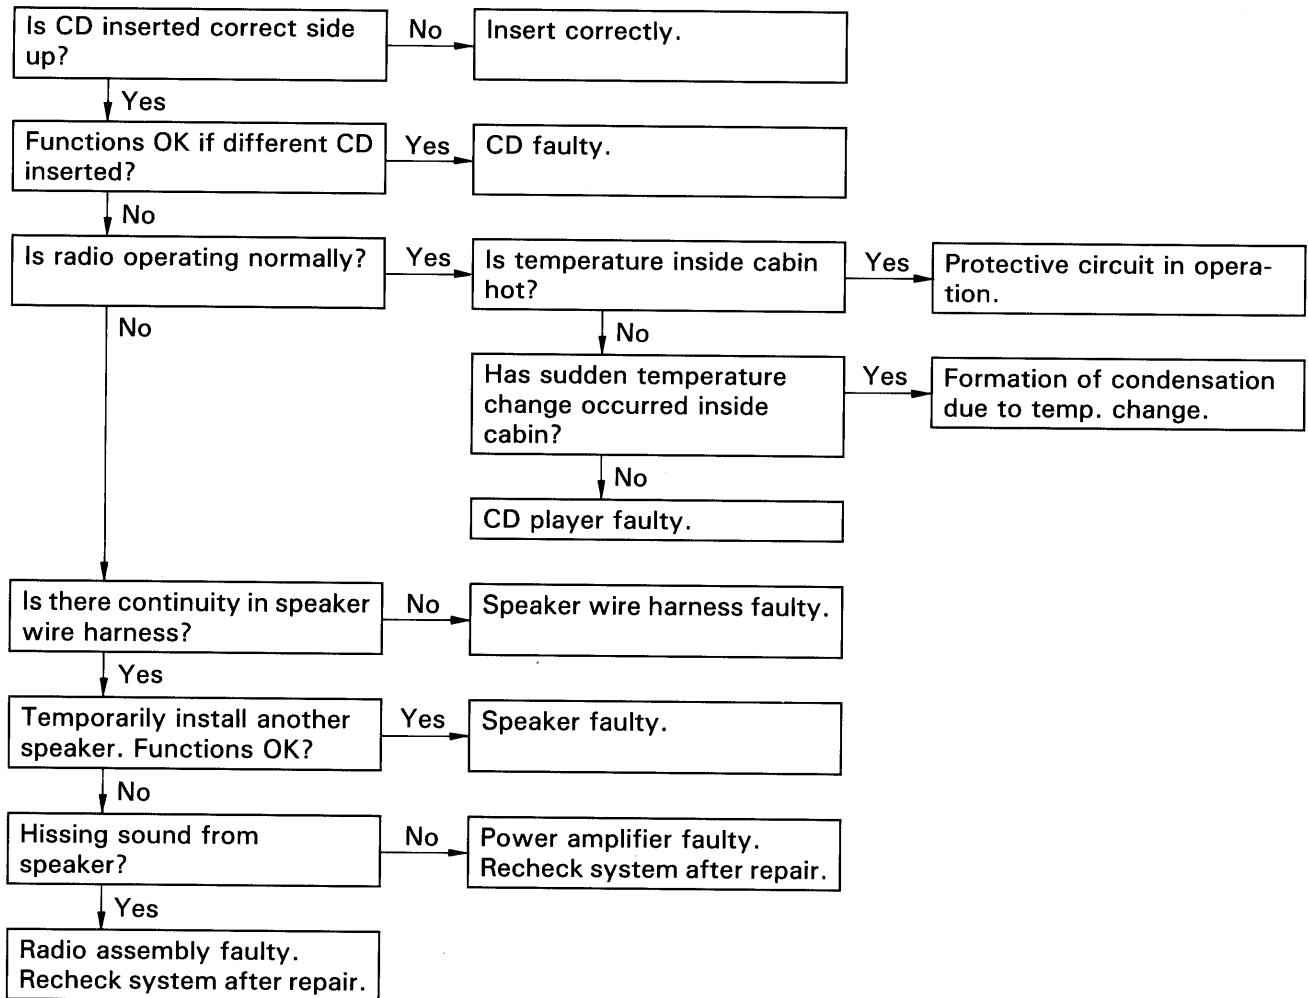 Is CD inserted correct side
up?
No
Insert correctly.
Yes
Functions OK if different CD
inserted?
Yes
CD faulty.
No
Is radio operating normally?
Yes
Is temperature inside cabin
hot?
Yes
Protective circuit in opera-
tion.
No
No
Has sudden temperature
change occurred inside
cabin?
Yes
Formation of condensation
due to temp. change.
No
CD player faulty.
Is there continuity in speaker
wire harness?
No
Speaker wire harness faulty.
Yes
Temporarily install another
speaker. Functions OK?
Yes
Speaker faulty.
No
Hissing sound from
speaker?
No
Power amplifier faulty.
Recheck system after repair.
Yes
Radio assembly faulty.
Recheck system after repair.